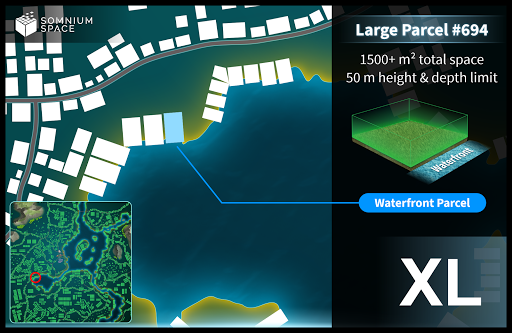 SOMNIUM
SPACE
Large Parcel #694
1500+ m² total space
50 m height & depth limit
Waterfront
Waterfront Parcel
XL